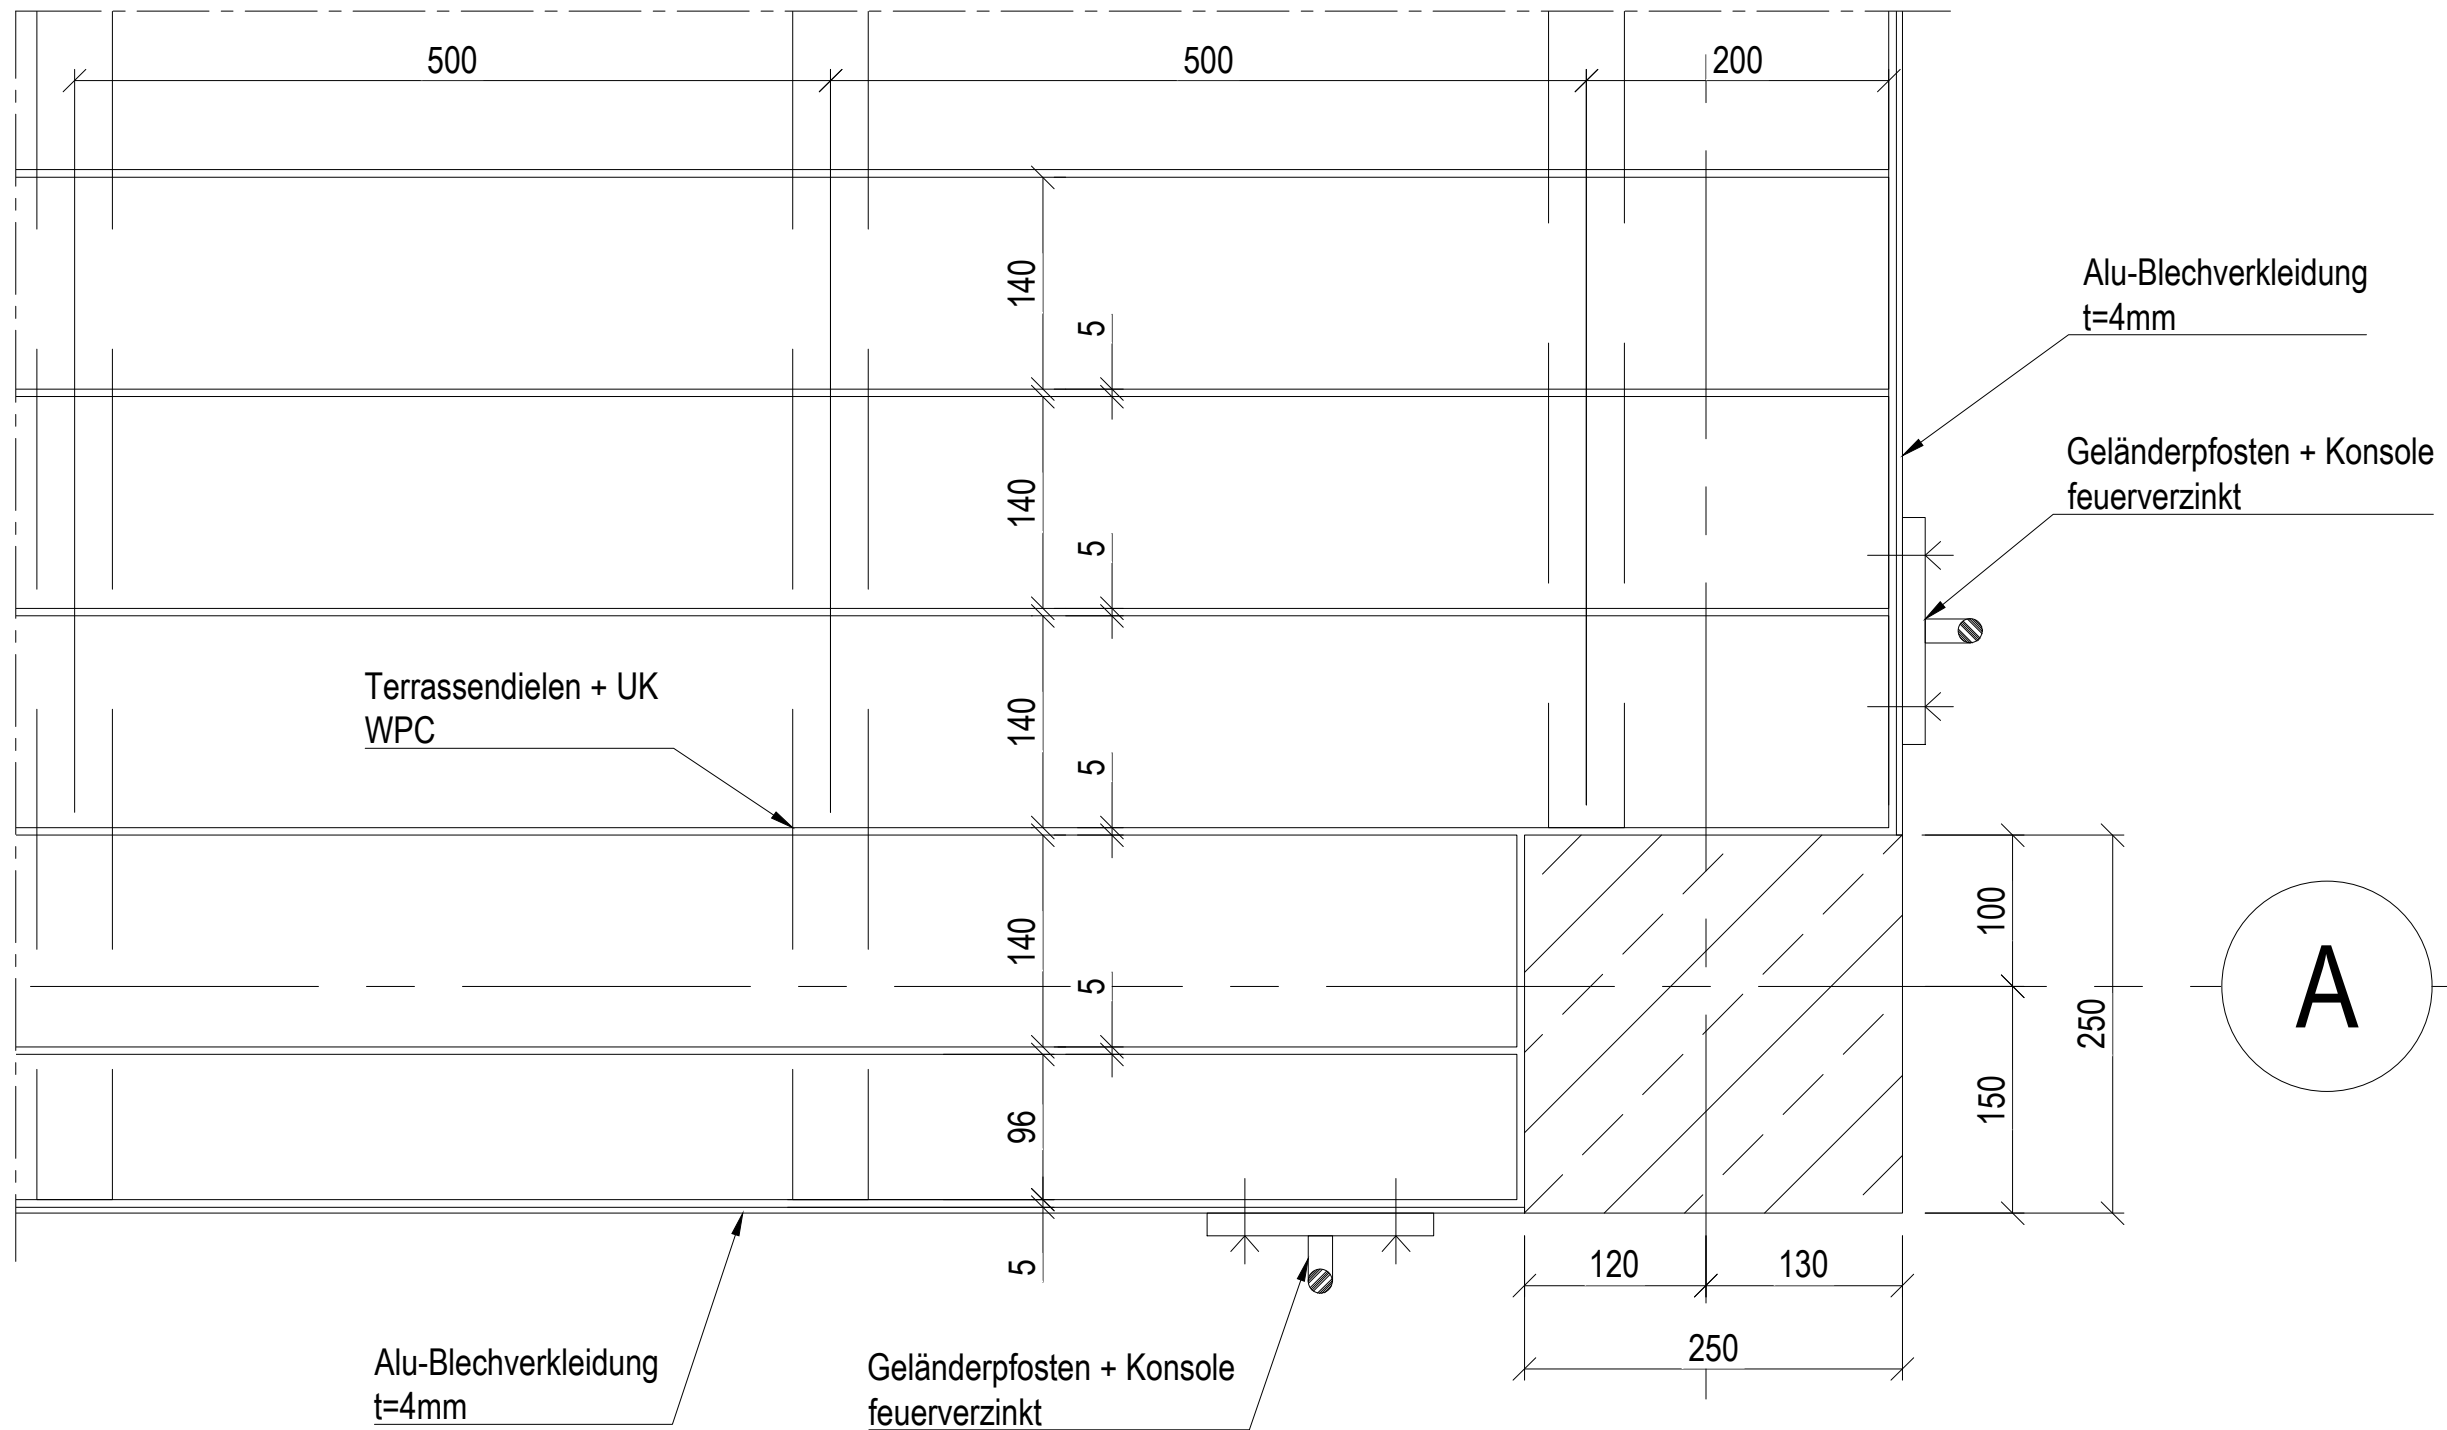 500
500
200
140
5
Alu-Blechverkleidung
t=4mm
Geländerpfosten + Konsole
feuerverzinkt
140
5
Terrassendielen + UK
WPC
140
5
140
5
100
A
250
150
96
5
120
130
250
Alu-Blechverkleidung
t=4mm
Geländerpfosten + Konsole
feuerverzinkt